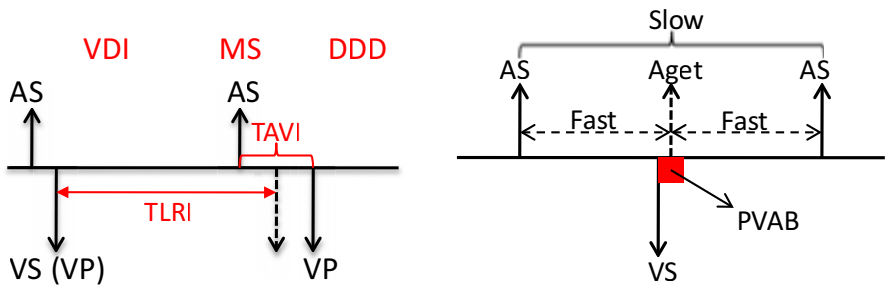 VDI MS DDD
AS AS
TAVI
TLRI
VS (VP) VP
Slow
AS Aget AS
Fast Fast
PVAB
VS